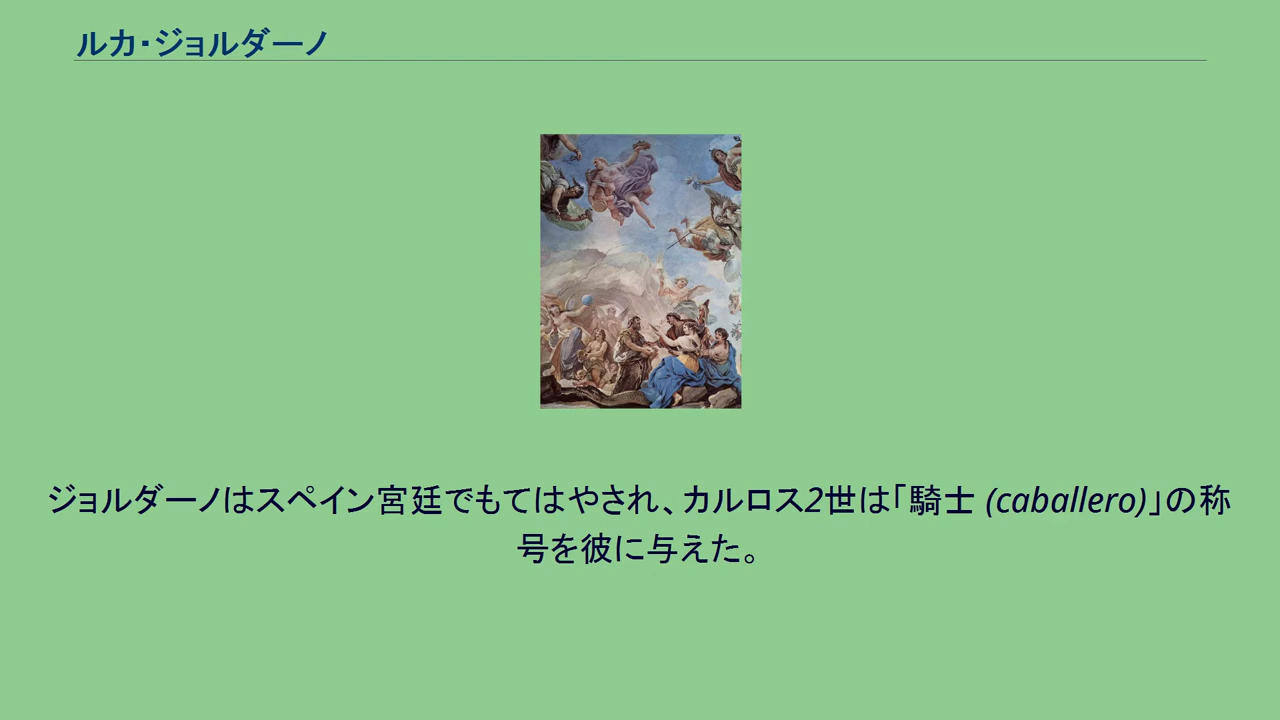 ルカ・ジョルダーノ
ジョルダーノはスペイン宮廷でもてはやされ、カルロス2世は「騎士 (caballero)」の称
号を彼に与えた。